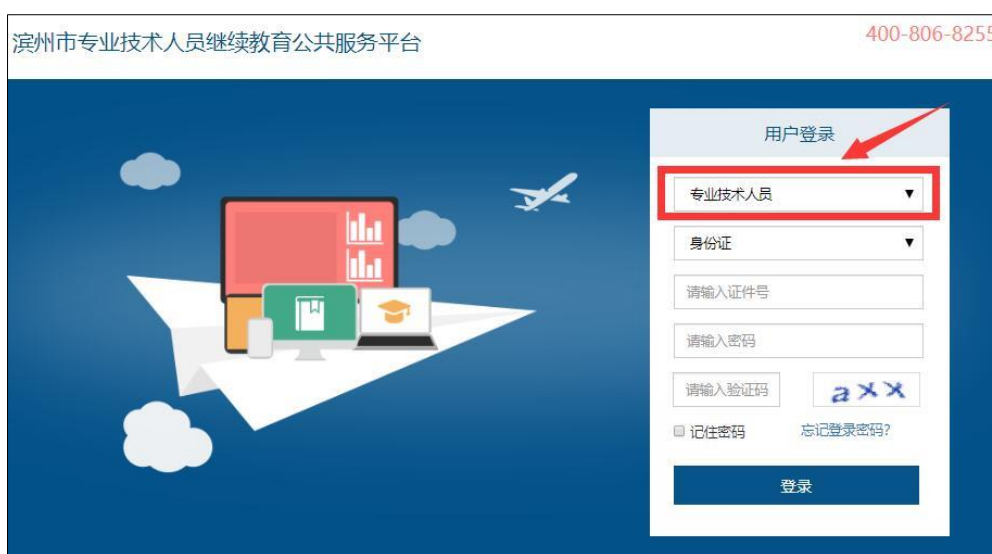 滨州市专业技术人员继续教育公共服务平台
400-806-8255
用户登录
专业技术人员
身份证
请输入证件号
请输入密码
请输入验证码
axx
记住密码
忘记登录密码?
登录